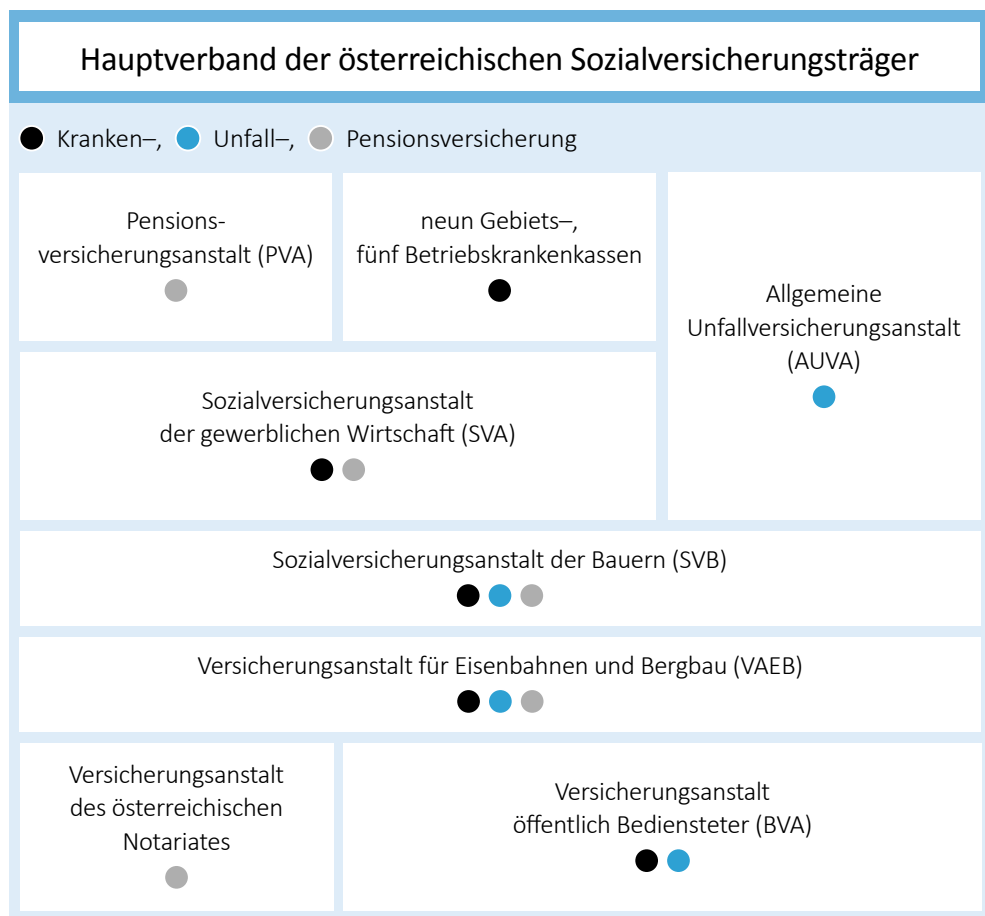 Hauptverband der österreichischen Sozialversicherungsträger
Kranken–, Unfall–, Pensionsversicherung
Pensions-
versicherungsanstalt (PVA)
neun Gebiets–,
fünf Betriebskrankenkassen
Allgemeine
Unfallversicherungsanstalt
(AUVA)
Sozialversicherungsanstalt
der gewerblichen Wirtschaft (SVA)
Sozialversicherungsanstalt der Bauern (SVB)
Versicherungsanstalt für Eisenbahnen und Bergbau (VAEB)
Versicherungsanstalt
des österreichischen
Notariates
Versicherungsanstalt
öffentlich Bediensteter (BVA)